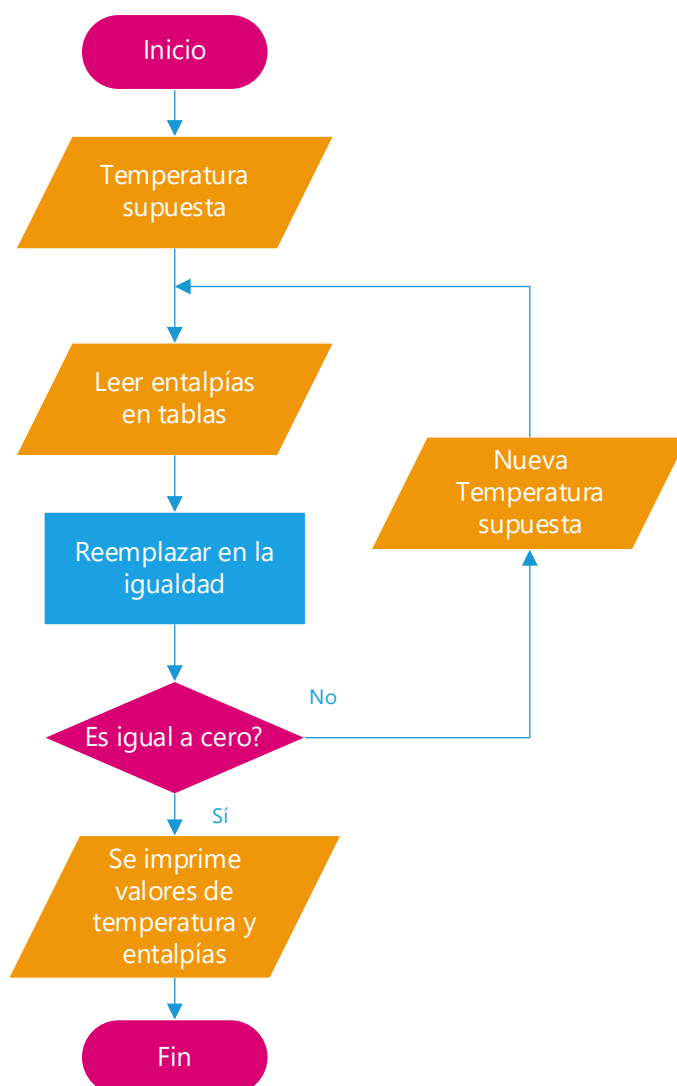 Inicio
Temperatura
supuesta
Leer entalpías
en tablas
Nueva
Temperatura
supuesta
Reemplazar en la
igualdad
No
Es igual a cero?
Sí
Se imprime
valores de
temperatura y
entalpías
Fin